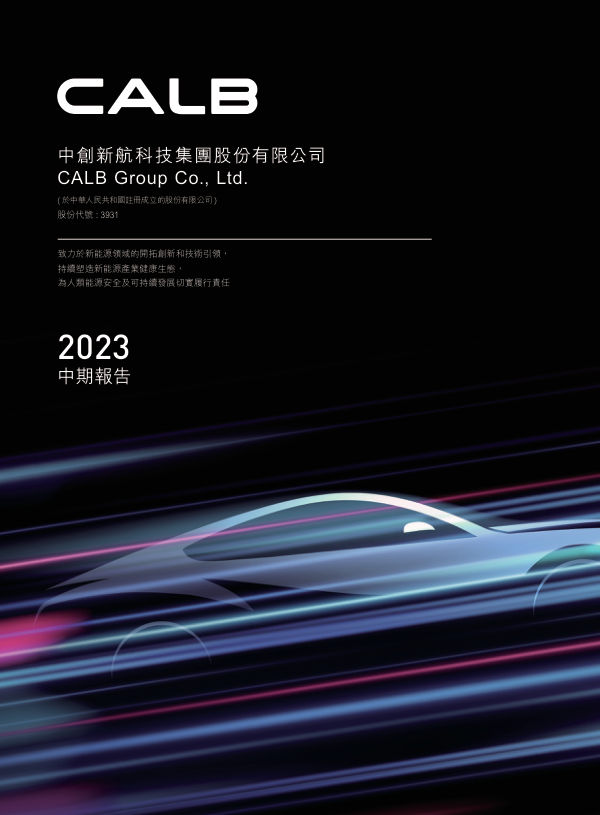 CALB
中創新航科技集團股份有限公司
CALB Group Co., Ltd.
(於中華人民共和國註冊成立的股份有限公司)
股份代號 : 3931
致力於新能源領域的開拓創新和技術引領，
持續塑造新能源產業健康生態，
為人類能源安全及可持續發展切實履行責任
2023
中期報告